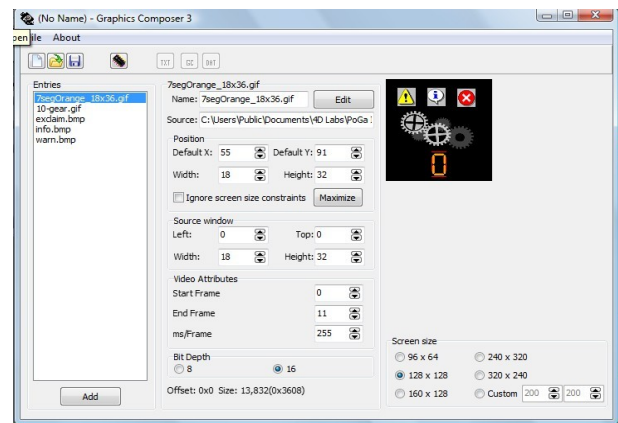 (No Name) - Graphics Composer 3
pen ile About
TXT GC DAT
Entries
7segOrange_18x36.gif
10-gear.gif
exclaim.bmp
info.bmp
warn.bmp
Add
7segOrange_18x36.gif
Name: 7segOrange_18x36.gif Edit
Source: C:\Users\Public\Documents\4D Labs\PoGa
Position
Default X: 55 Default Y: 91
Width: 18 Height: 32
Ignore screen size constraints Maximize
Source window
Left: 0 Top: 0
Width: 18 Height: 32
Video Attributes
Start Frame 0
End Frame 11
ms/Frame 255
Bit Depth
8 16
Offset: 0x0 Size: 13,832(0x3608)
0
Screen size
96 x 64 240 x 320
128 x 128 320 x 240
160 x 128 Custom 200 200